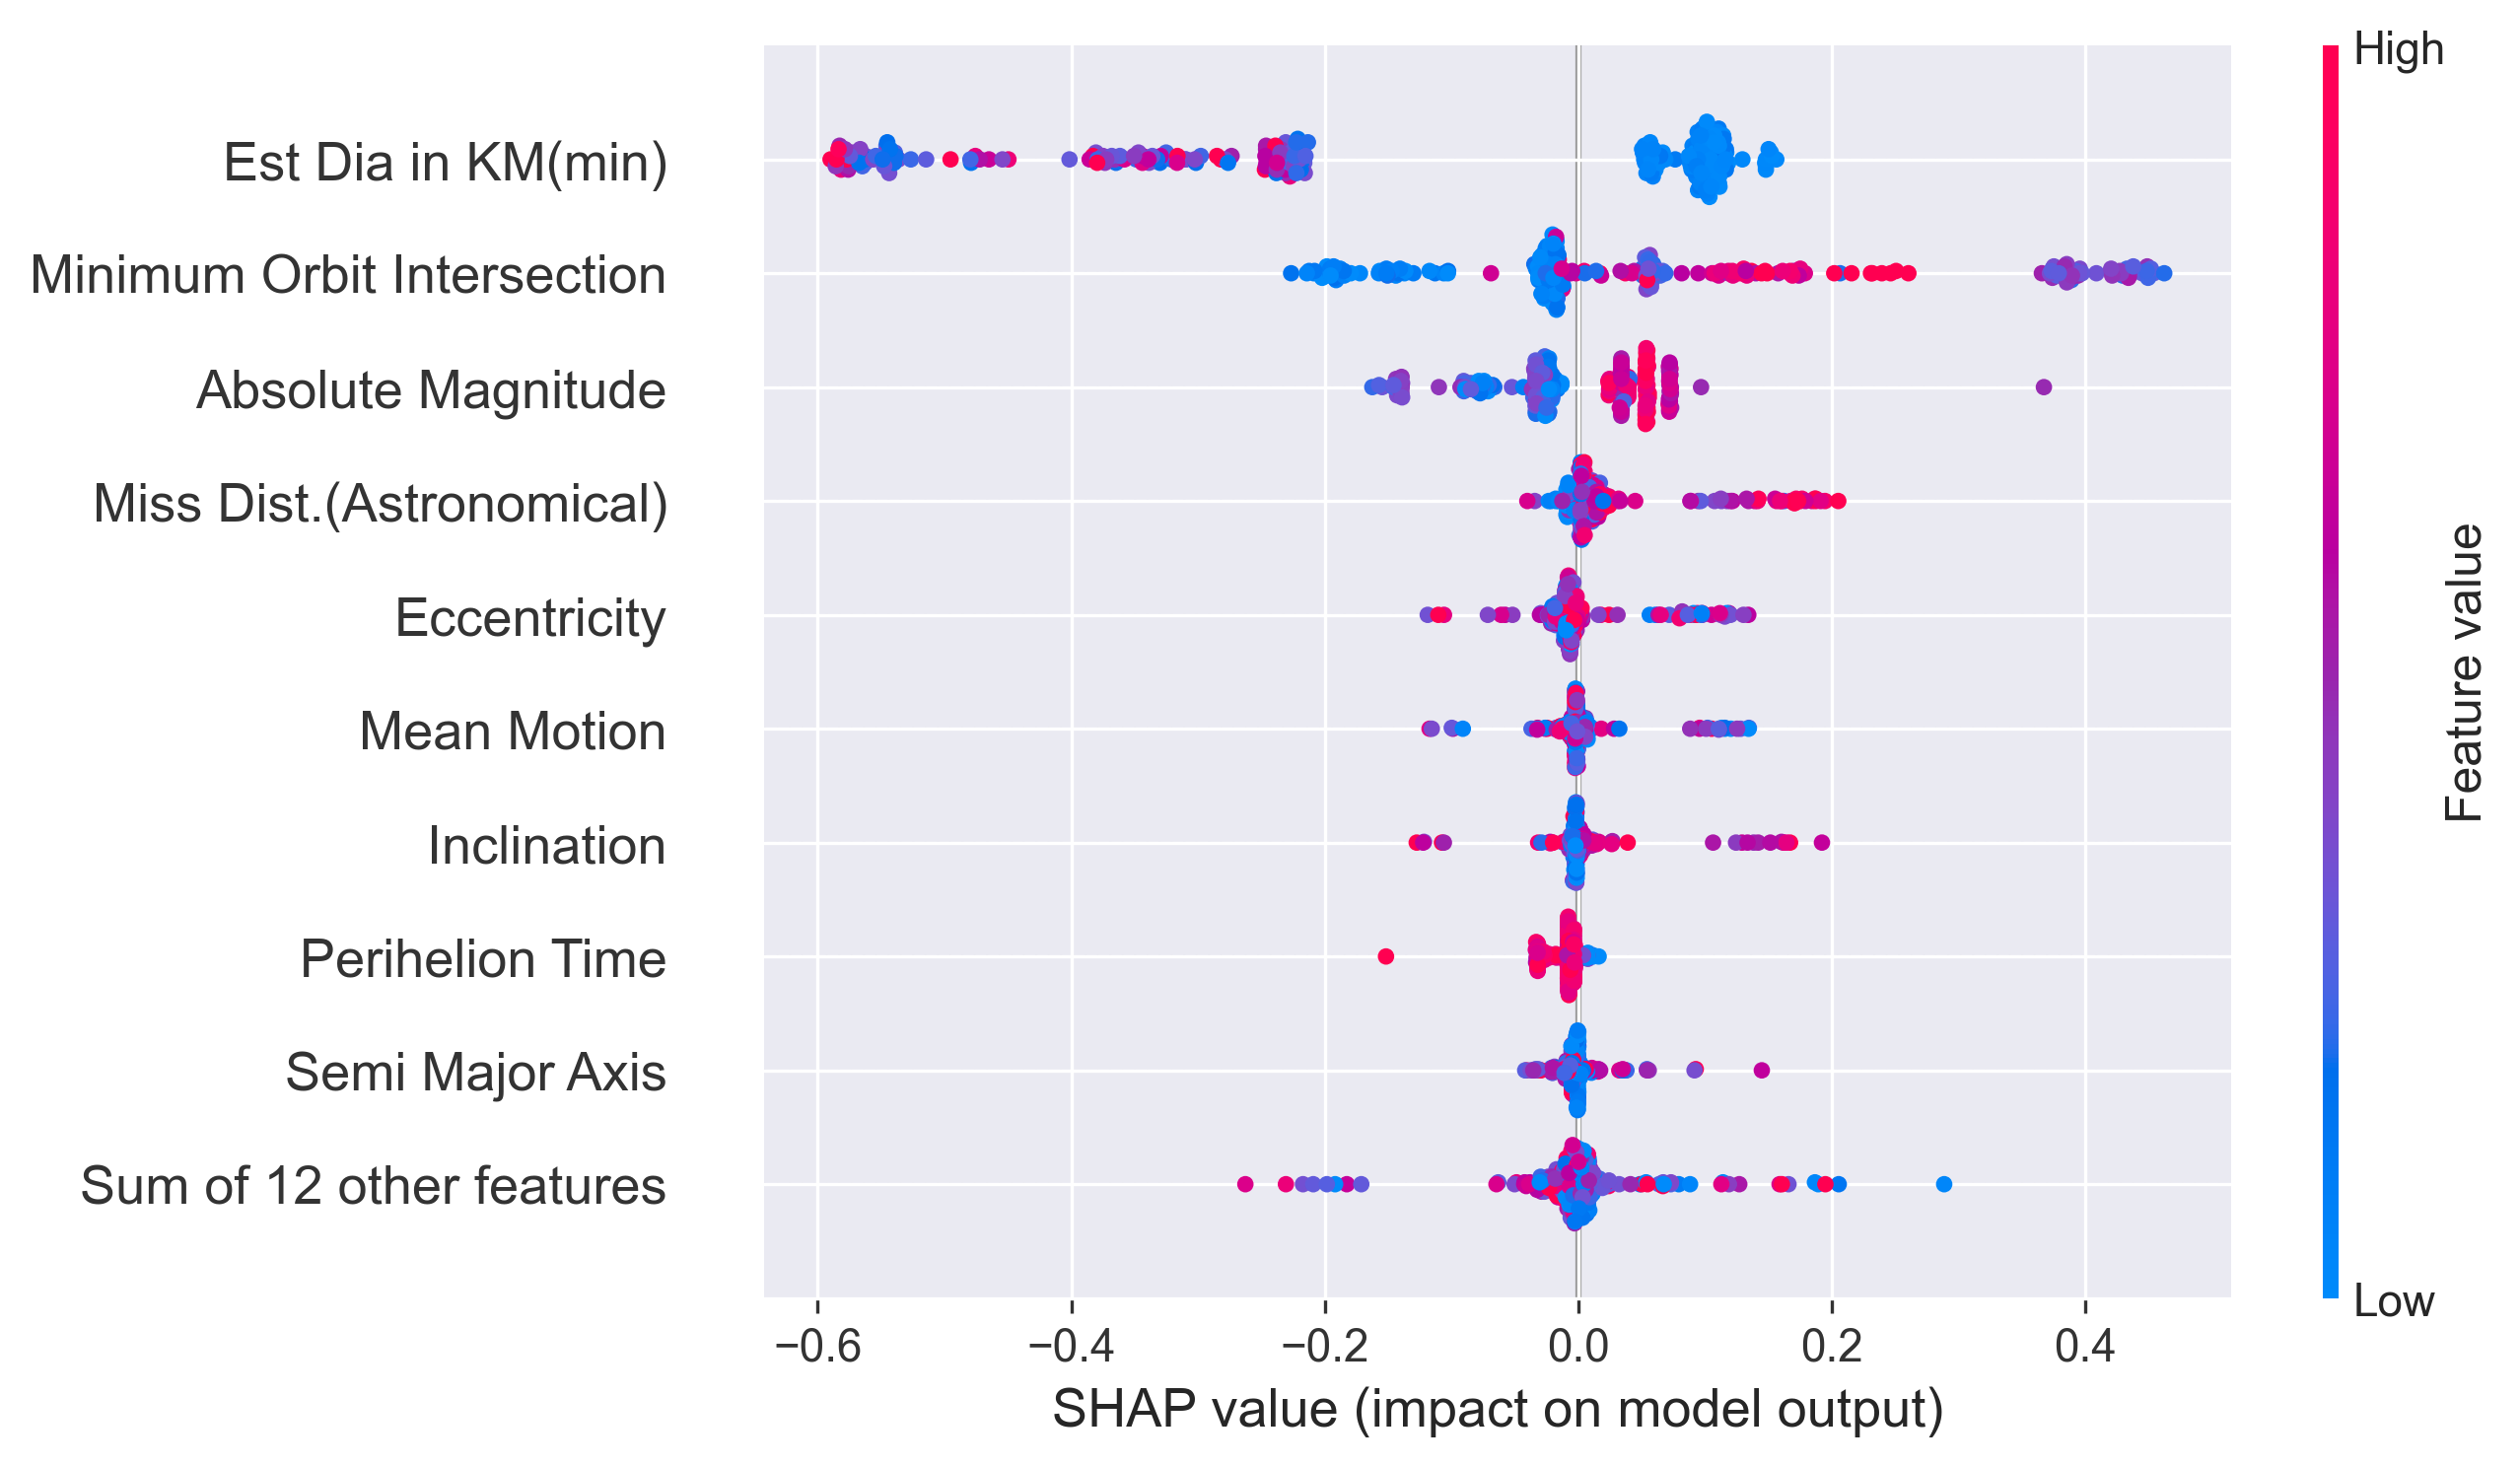 High
Est Dia in KM(min)
Minimum Orbit Intersection
Absolute Magnitude
Miss Dist.(Astronomical)
Eccentricity
Mean Motion
Inclination
Perihelion Time
Semi Major Axis
Sum of 12 other features
Feature value
Low
−0.6 −0.4 −0.2 0.0 0.2 0.4
SHAP value (impact on model output)